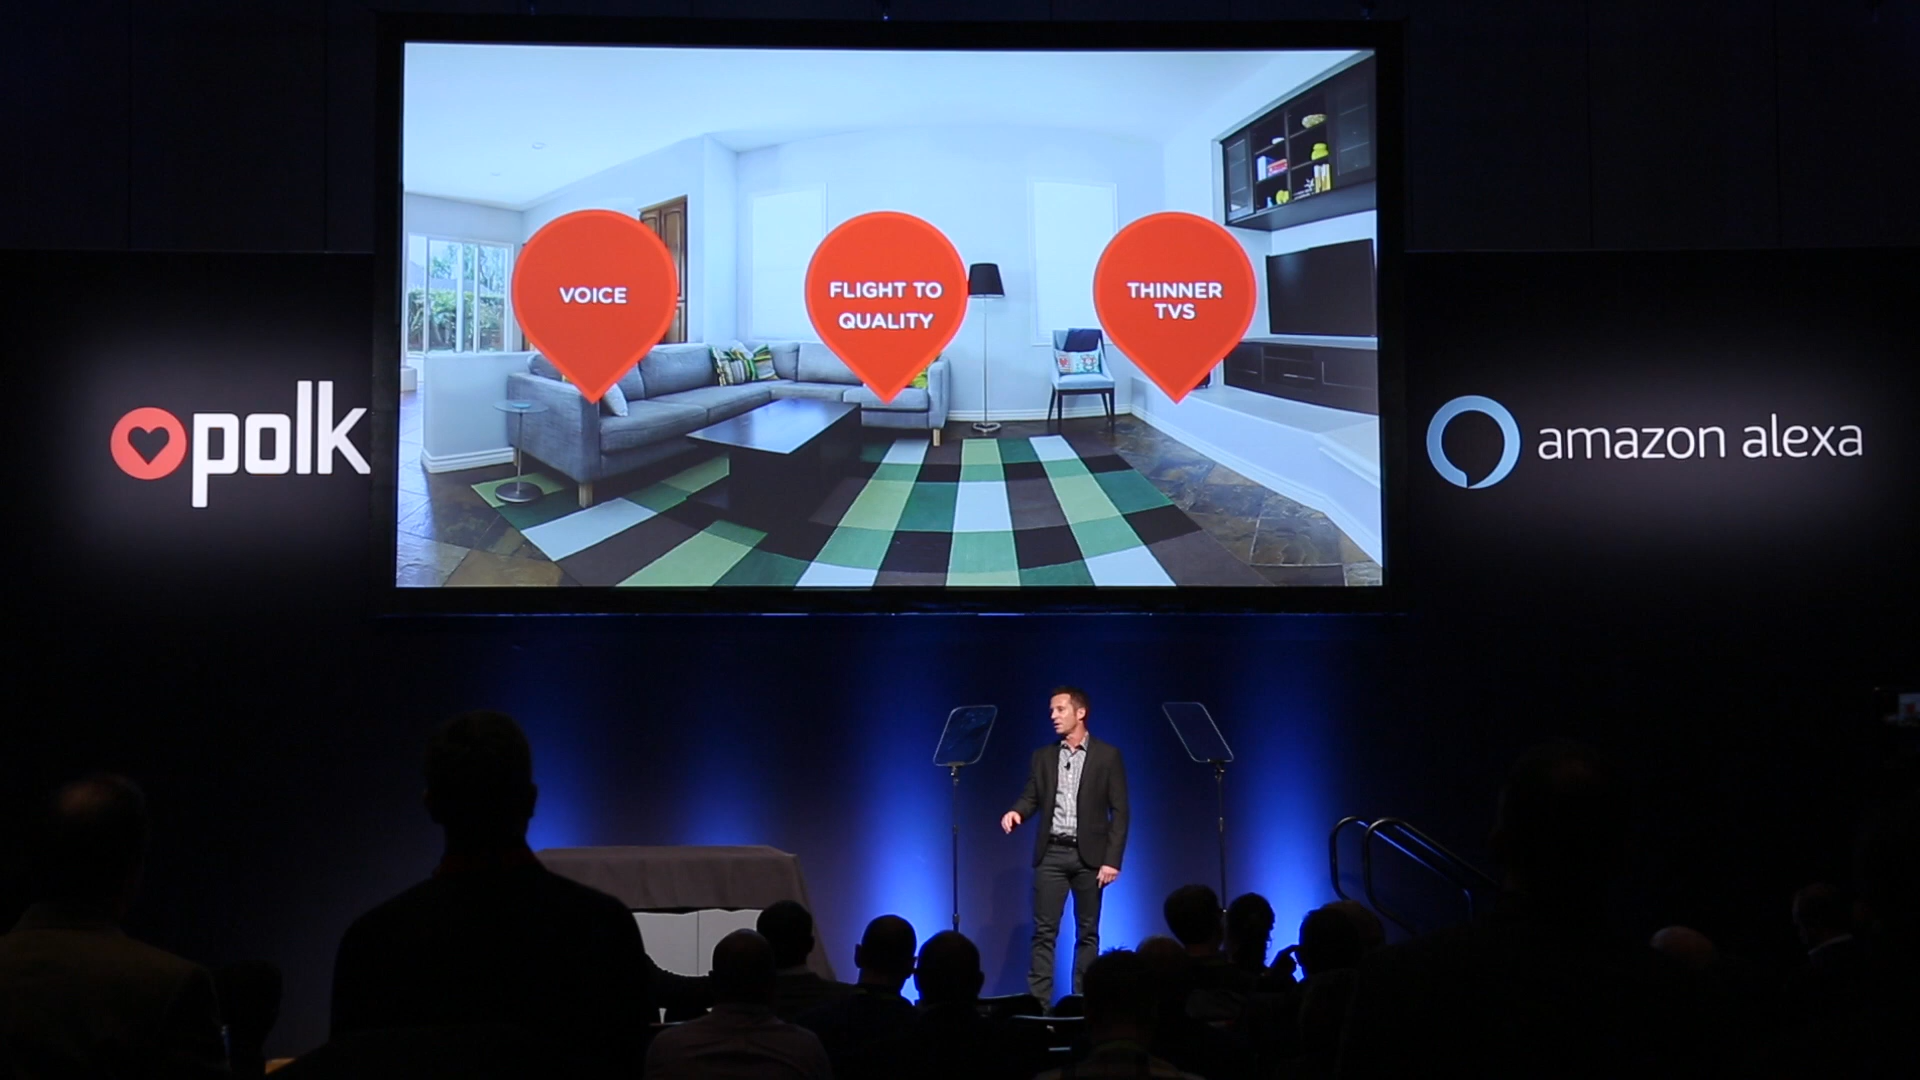 VOICE
FLIGHT TO
QUALITY
THINNER
TVS
polk
amazon alexa